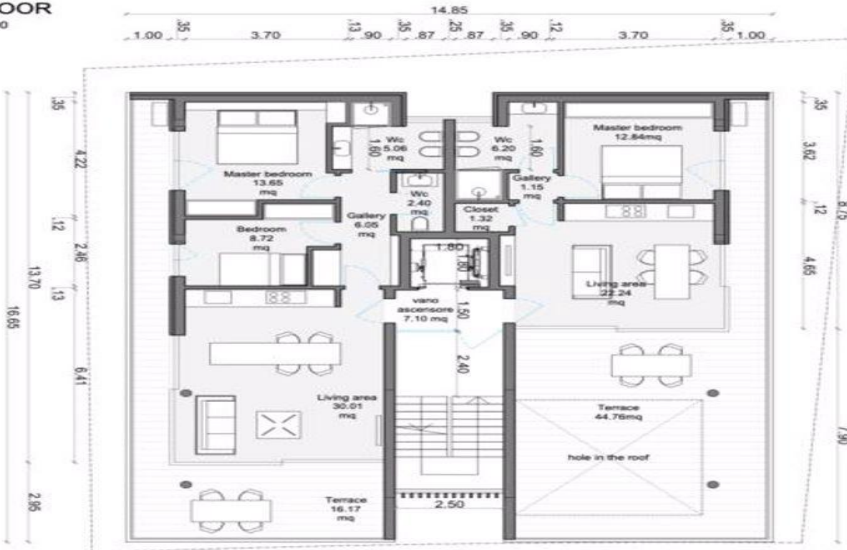 OOR
14.85
1.00 .35 3.70 .13 .90 .35 .87 .25 .87 .35 .90 .12 3.70 .35 1.00
.35
4.22
.12
2.46
.13
6.41
2.95
13.70
16.65
Master bedroom
13.65
mq
1.60
Wc
5.06
mq
Wc
6.20
mq
1.60
Master bedroom
12.84mq
Gallery
1.15
mq
Wc
2.40
mq
Closet
1.32
mq
Bedroom
8.72
mq
Gallery
6.05
mq
1.80
1.80
Living area
22.24
mq
vano
ascensore
7.10 mq
1.50
2.40
Living area
30.01
mq
Terrace
44.76mq
hole in the roof
Terrace
16.17
mq
2.50
.35
3.62
.12
4.65
8.75
7.90